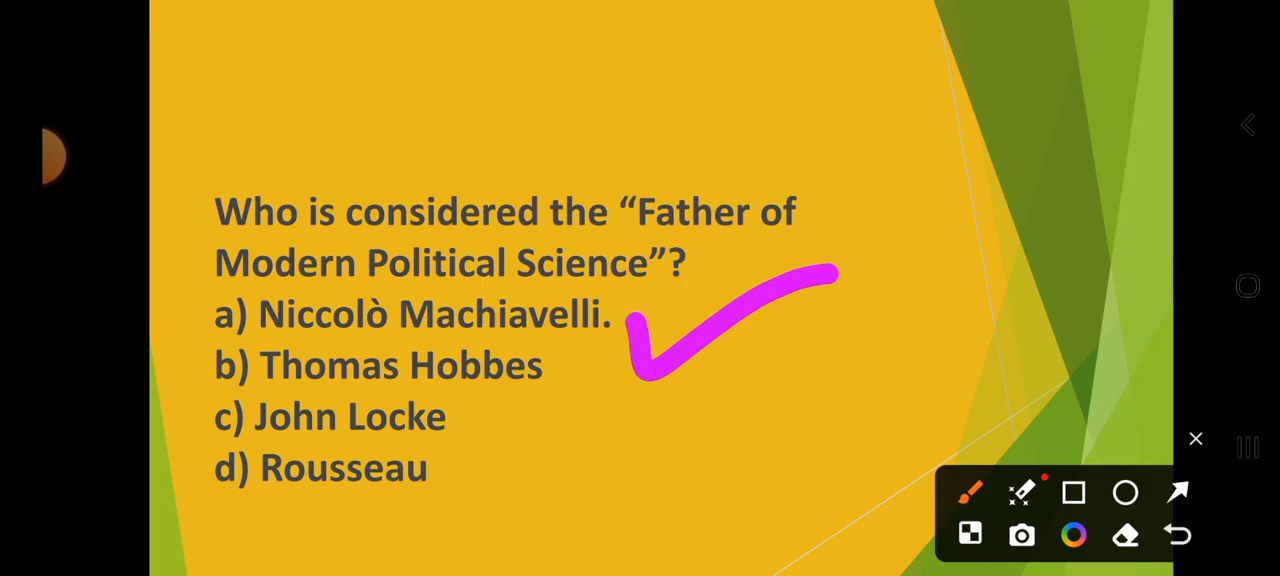 Who is considered the “Father of
Modern Political Science”?
a) Niccolò Machiavelli.
b) Thomas Hobbes
c) John Locke
d) Rousseau